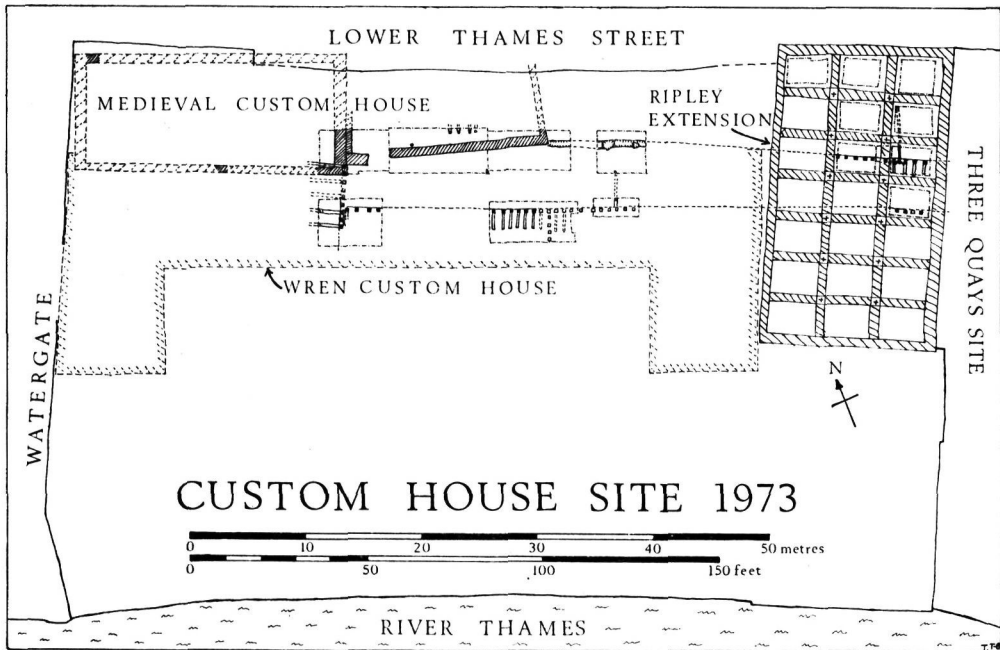 LOWER THAMES STREET
MEDIEVAL CUSTOM HOUSE
RIPLEY
EXTENSION
THREE QUAYS SITE
WREN CUSTOM HOUSE
WATERGATE
N
CUSTOM HOUSE SITE 1973
0 10 20 30 40 50 metres
0 50 100 150 feet
RIVER THAMES